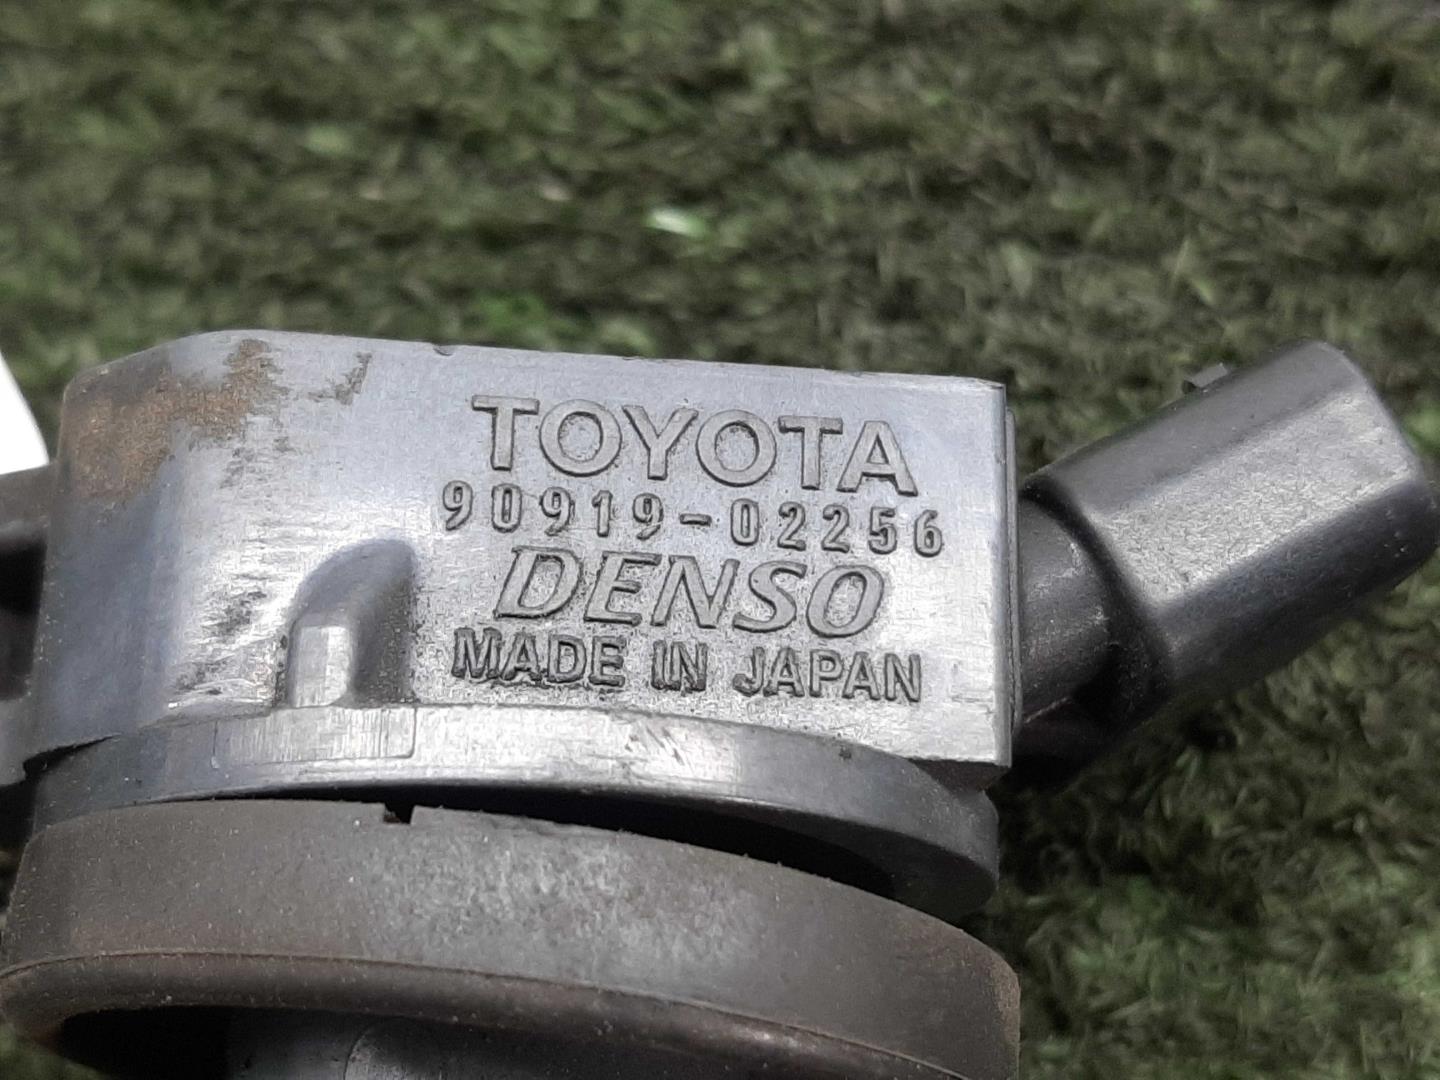 TOYOTA
90919-02256
DENSO
MADE IN JAPAN